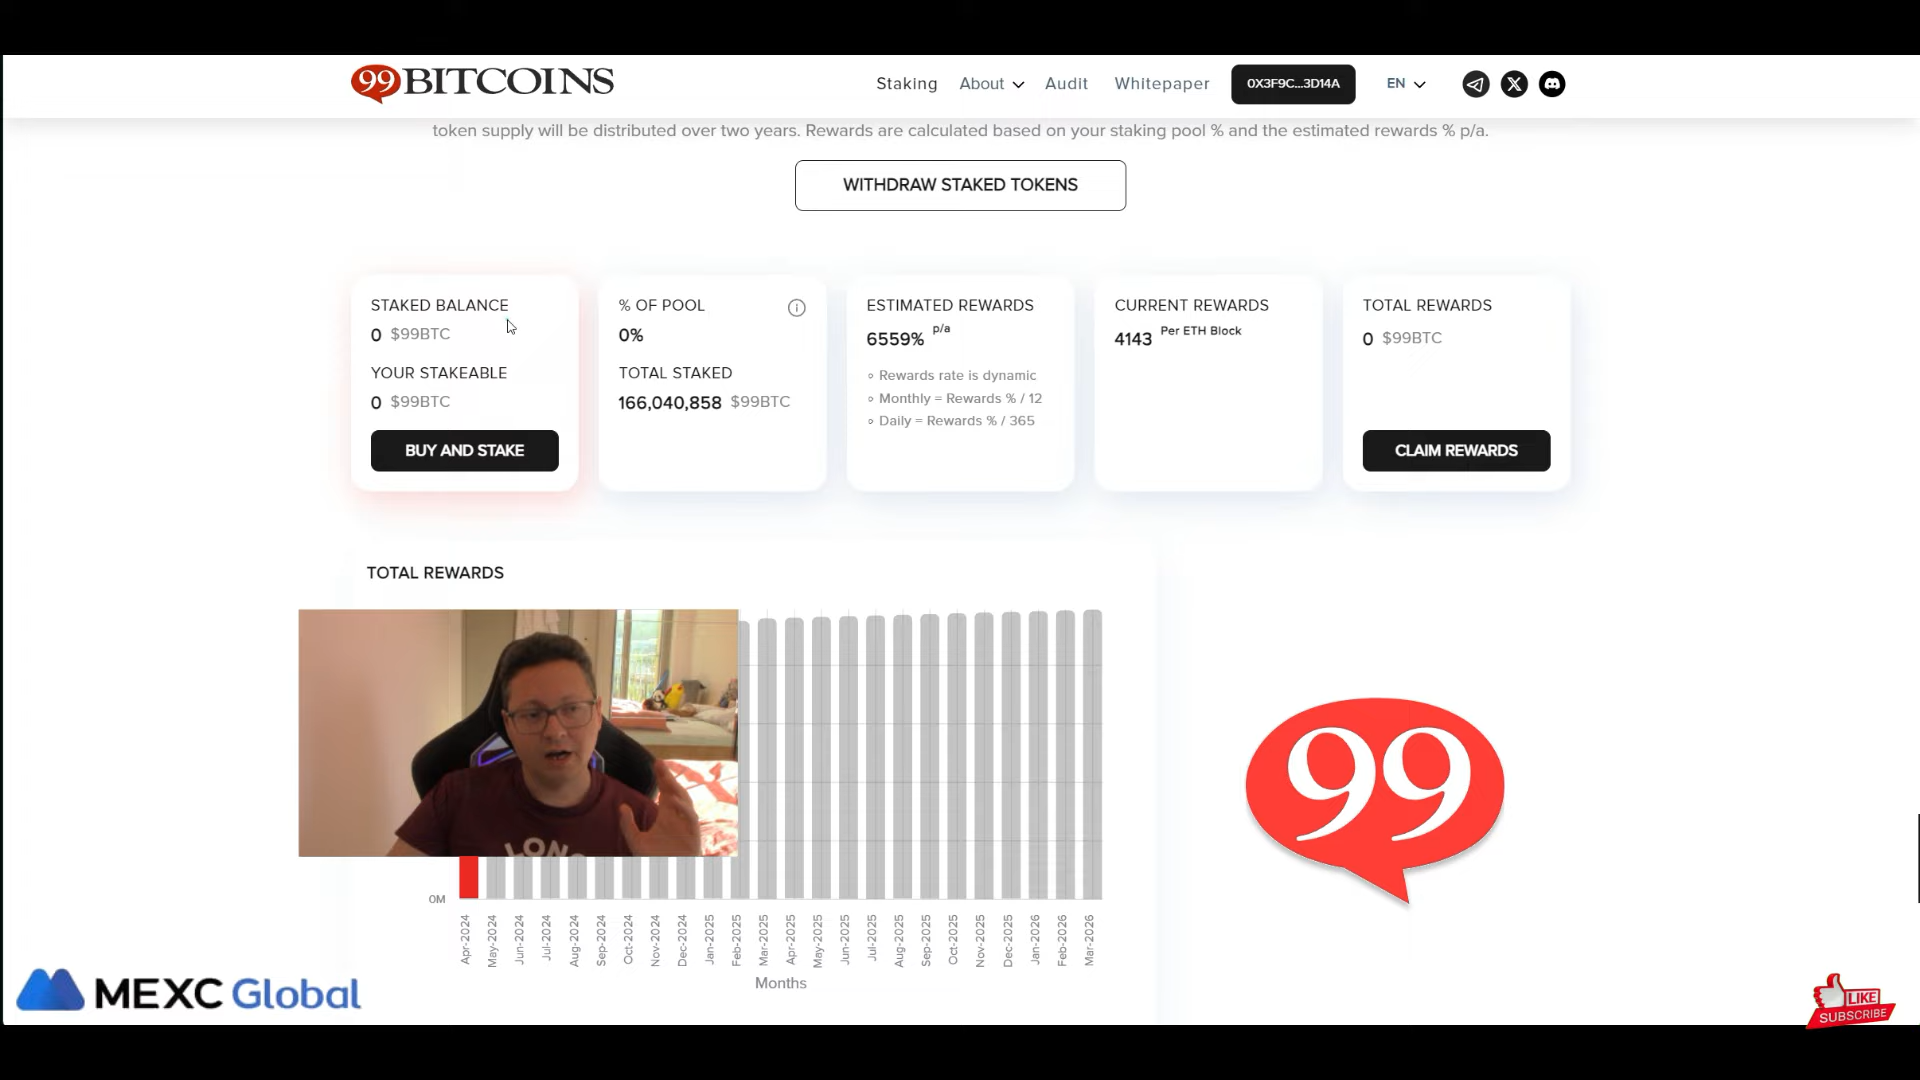 99BITCOINS
Staking About Audit Whitepaper 0X3F9C...3D14A EN
token supply will be distributed over two years. Rewards are calculated based on your staking pool % and the estimated rewards % p/a.
WITHDRAW STAKED TOKENS
STAKED BALANCE
0 $99BTC
YOUR STAKEABLE
0 $99BTC
BUY AND STAKE
% OF POOL
0%
TOTAL STAKED
166,040,858 $99BTC
ESTIMATED REWARDS
6559% p/a
Rewards rate is dynamic
Monthly = Rewards % / 12
Daily = Rewards % / 365
CURRENT REWARDS
4143 Per ETH Block
TOTAL REWARDS
0 $99BTC
CLAIM REWARDS
TOTAL REWARDS
LONG
0M
Apr-2024
May-2024
Jun-2024
Jul-2024
Aug-2024
Sep-2024
Oct-2024
Nov-2024
Dec-2024
Jan-2025
Feb-2025
Mar-2025
Apr-2025
May-2025
Jun-2025
Jul-2025
Aug-2025
Sep-2025
Oct-2025
Nov-2025
Dec-2025
Jan-2026
Feb-2026
Mar-2026
Months
99
MEXC Global
LIKE
SUBSCRIBE